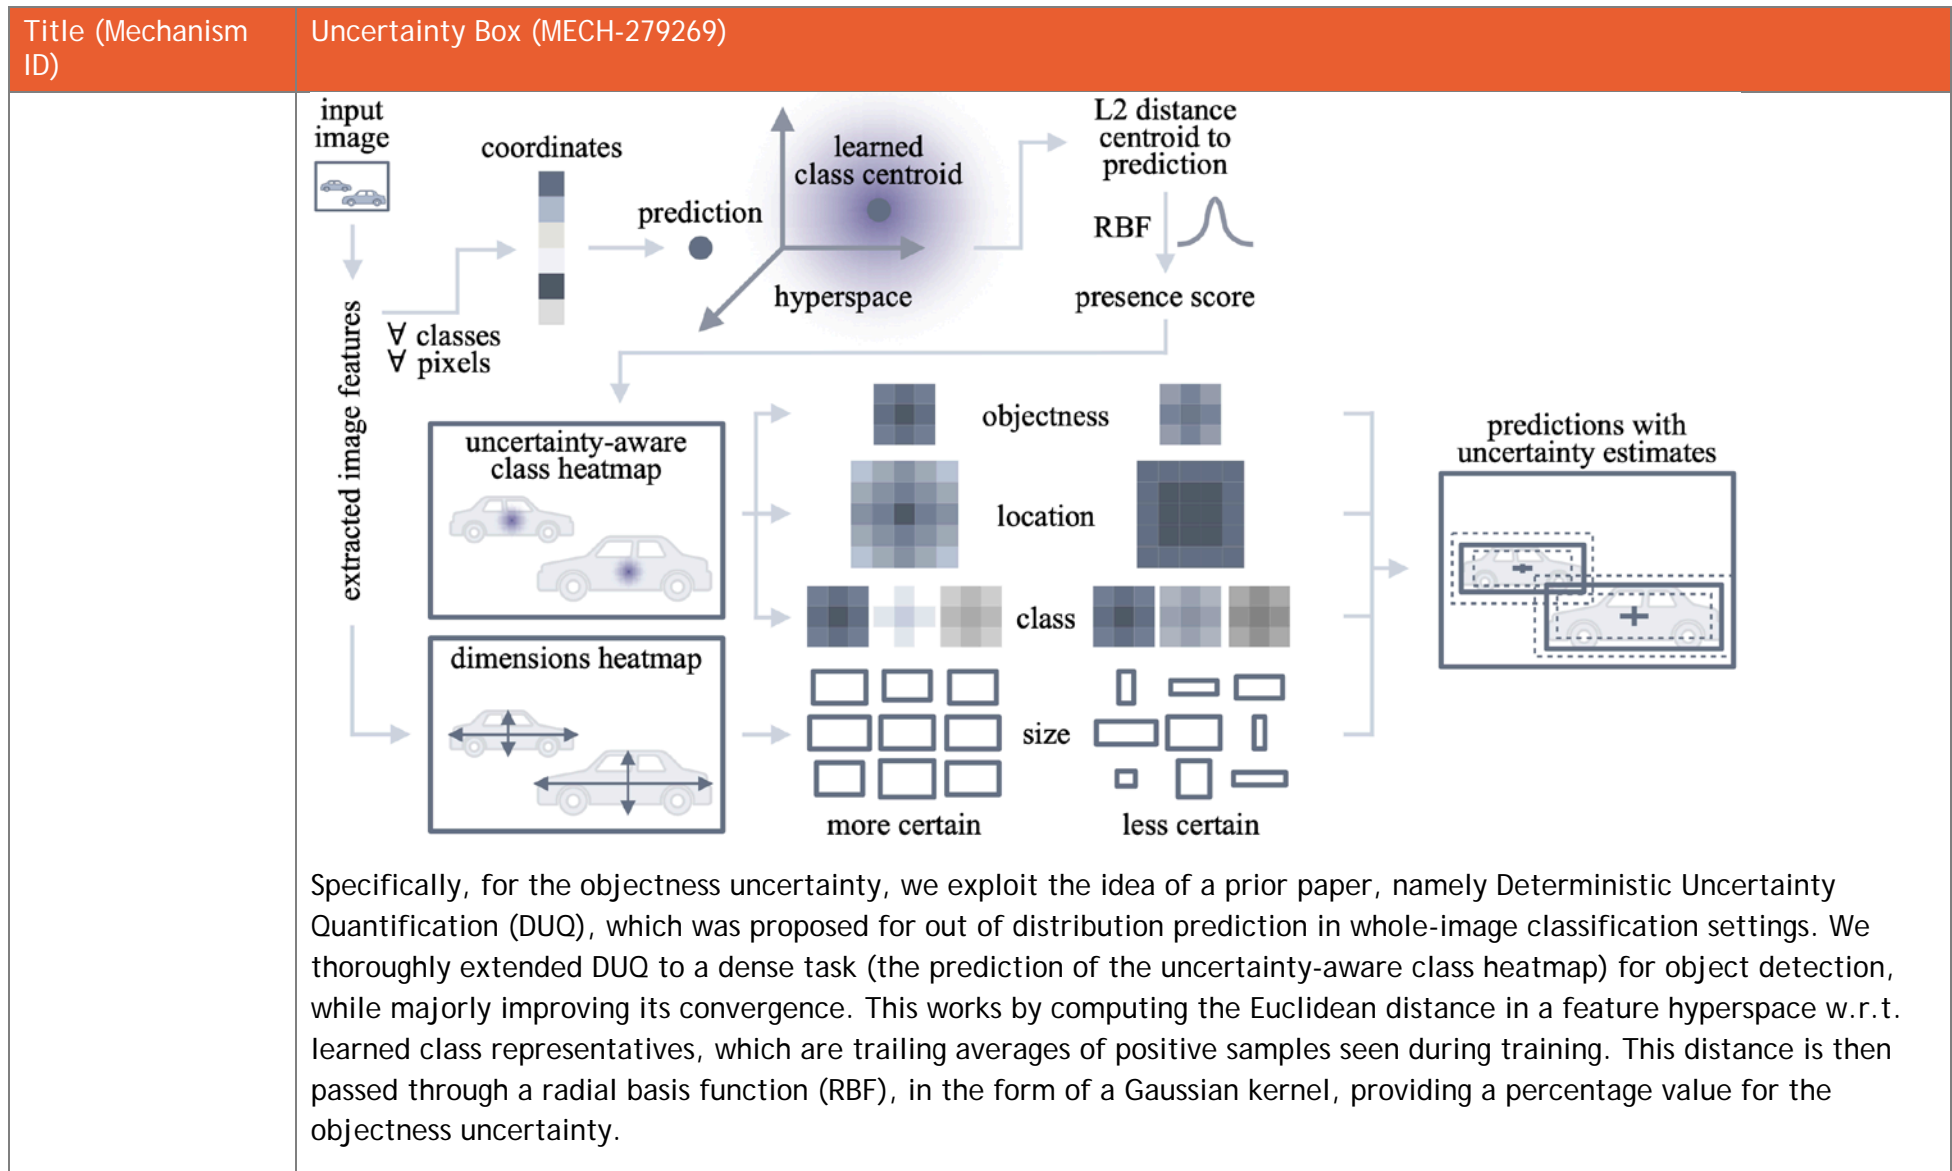 Title (Mechanism
ID)
Uncertainty Box (MECH-279269)
input
image
coordinates
prediction
learned
class centroid
hyperspace
L2 distance
centroid to
prediction
RBF
presence score
∀ classes
∀ pixels
extracted image features
uncertainty-aware
class heatmap
dimensions heatmap
objectness
location
class
size
more certain
less certain
predictions with
uncertainty estimates
Specifically, for the objectness uncertainty, we exploit the idea of a prior paper, namely Deterministic Uncertainty
Quantification (DUQ), which was proposed for out of distribution prediction in whole-image classification settings. We
thoroughly extended DUQ to a dense task (the prediction of the uncertainty-aware class heatmap) for object detection,
while majorly improving its convergence. This works by computing the Euclidean distance in a feature hyperspace w.r.t.
learned class representatives, which are trailing averages of positive samples seen during training. This distance is then
passed through a radial basis function (RBF), in the form of a Gaussian kernel, providing a percentage value for the
objectness uncertainty.